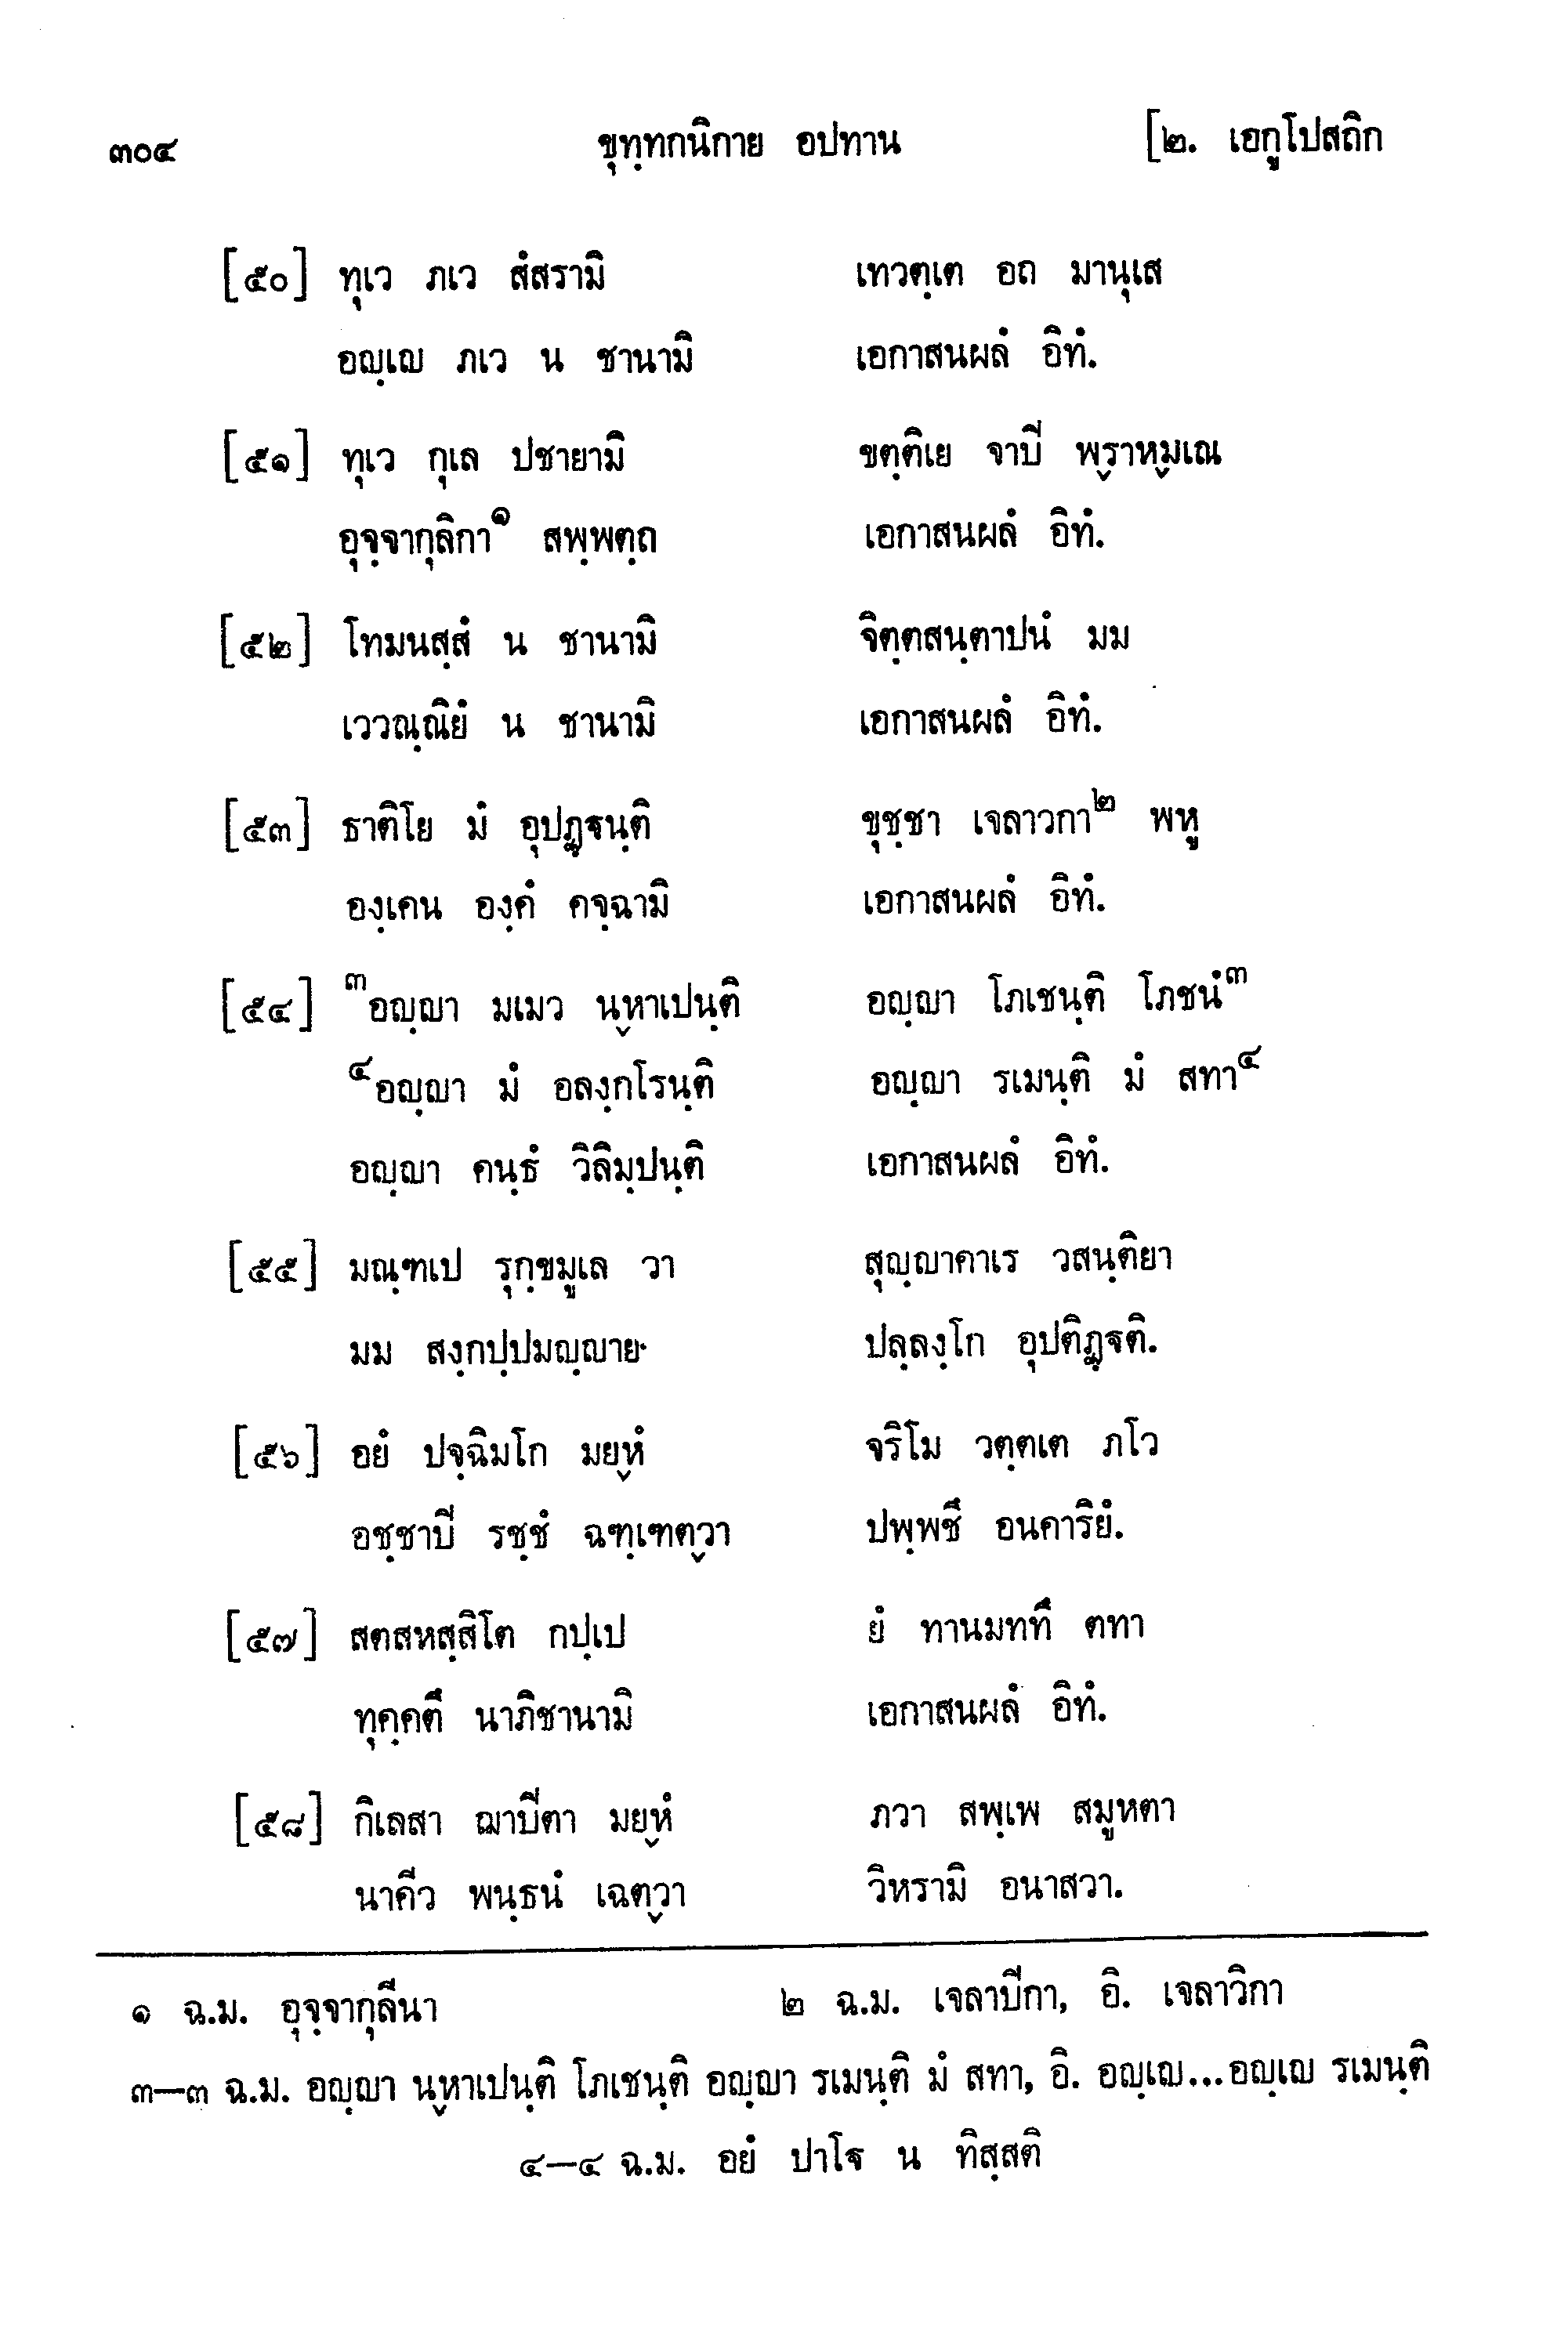 ๓๐๔ ขุทฺทกนิกาย อปทาน [๒. เอกูโปสถิก
[๕๐] ทุเว ภเว สํสรามิ เทวตฺเต อถ มานุเส
อญฺเญ ภเว น ชานามิ เอกาสนผลํ อิทํ.
[๕๑] ทุเว กุเล ปชายามิ ขตฺติเย จาปิ พฺราหฺมเณ
อุจฺจากุลิกา๑ สพฺพตฺถ เอกาสนผลํ อิทํ.
[๕๒] โทมนสฺสํ น ชานามิ จิตฺตสนฺตาปนํ มม
เววณฺณิยํ น ชานามิ เอกาสนผลํ อิทํ.
[๕๓] ธาติโย มํ อุปฏฺฐนฺติ ขุชฺชา เจลาวกา๒ พหู
องฺเคน องฺคํ คจฺฉามิ เอกาสนผลํ อิทํ.
[๕๔] ๓อญฺญา มเมว นฺหาเปนฺติ อญฺญา โภเชนฺติ โภชนํ๓
๔อญฺญา มํ อลงฺกโรนฺติ อญฺญา รเมนฺติ มํ สทา๔
อญฺญา คนฺธํ วิลิมฺปนฺติ เอกาสนผลํ อิทํ.
[๕๕] มณฺฑเป รุกฺขมูเล วา สุญฺญาคาเร วสนฺติยา
มม สงฺกปฺปมญฺญาย ปลฺลงฺโก อุปติฏฺฐติ.
[๕๖] อยํ ปจฺฉิมโก มยฺหํ จริโม วตฺตเต ภโว
อชฺชาปิ รชฺชํ ฉฑฺเฑตฺวา ปพฺพชึ อนคาริยํ.
[๕๗] สตสหสฺสิโต กปฺเป ยํ ทานมททึ ตทา
ทุคฺคตึ นาภิชานามิ เอกาสนผลํ อิทํ.
[๕๘] กิเลสา ฌาปิตา มยฺหํ ภวา สพฺเพ สมูหตา
นาคีว พนฺธนํ เฉตฺวา วิหรามิ อนาสวา.
๑ ฉ.ม. อุจฺจากุลีนา ๒ ฉ.ม. เจลาปิกา, อิ. เจลาวิกา
๓—๓ ฉ.ม. อญฺญา นฺหาเปนฺติ โภเชนฺติ อญฺญา รเมนฺติ มํ สทา, อิ. อญฺเญ...อญฺเญ รเมนฺติ
๔—๔ ฉ.ม. อยํ ปาโฐ น ทิสฺสติ